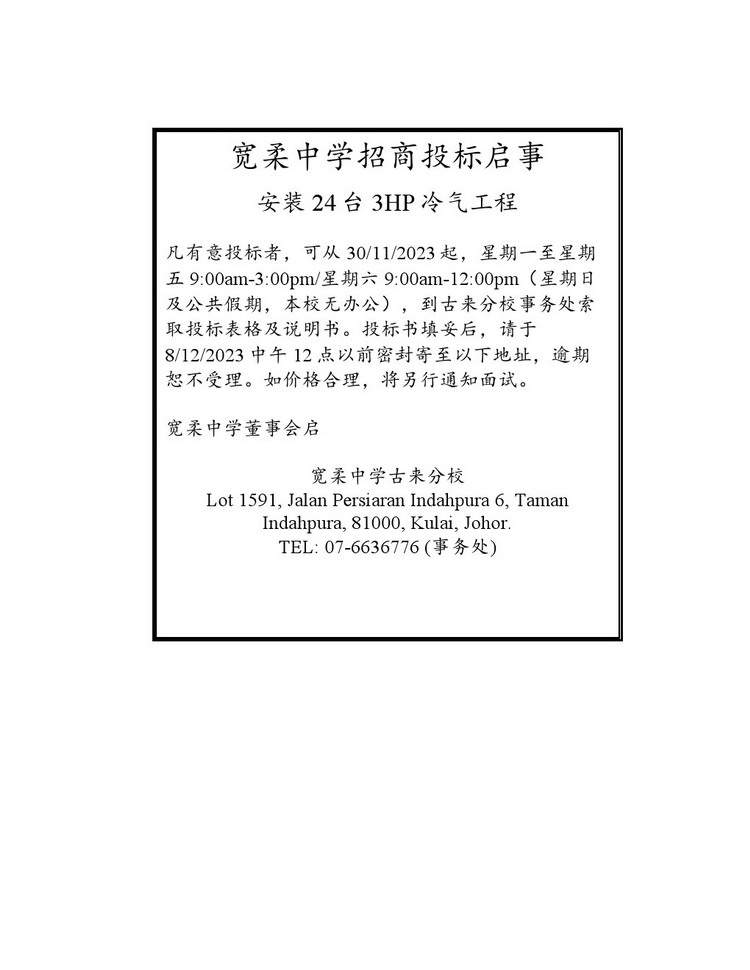 宽柔中学招商投标启事
安装 24 台 3HP 冷气工程
凡有意投标者，可从 30/11/2023 起，星期一至星期
五 9:00am-3:00pm/星期六 9:00am-12:00pm（星期日
及公共假期，本校无办公），到古来分校事务处索
取投标表格及说明书。投标书填妥后，请于
8/12/2023 中午 12 点以前密封寄至以下地址，逾期
恕不受理。如价格合理，将另行通知面试。
宽柔中学董事会启
宽柔中学古来分校
Lot 1591, Jalan Persiaran Indahpura 6, Taman
Indahpura, 81000, Kulai, Johor.
TEL: 07-6636776 (事务处)